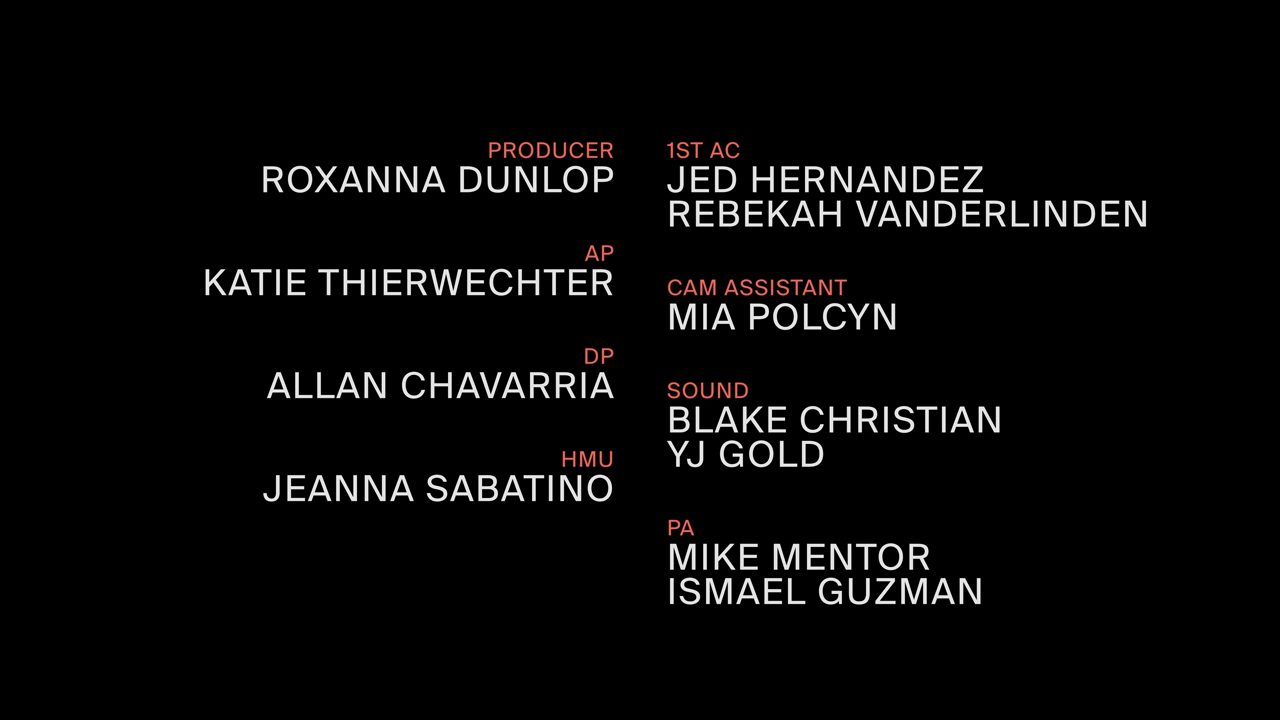 PRODUCER
ROXANNA DUNLOP
AP
KATIE THIERWECHTER
DP
ALLAN CHAVARRIA
HMU
JEANNA SABATINO
1ST AC
JED HERNANDEZ
REBEKAH VANDERLINDEN
CAM ASSISTANT
MIA POLCYN
SOUND
BLAKE CHRISTIAN
YJ GOLD
PA
MIKE MENTOR
ISMAEL GUZMAN